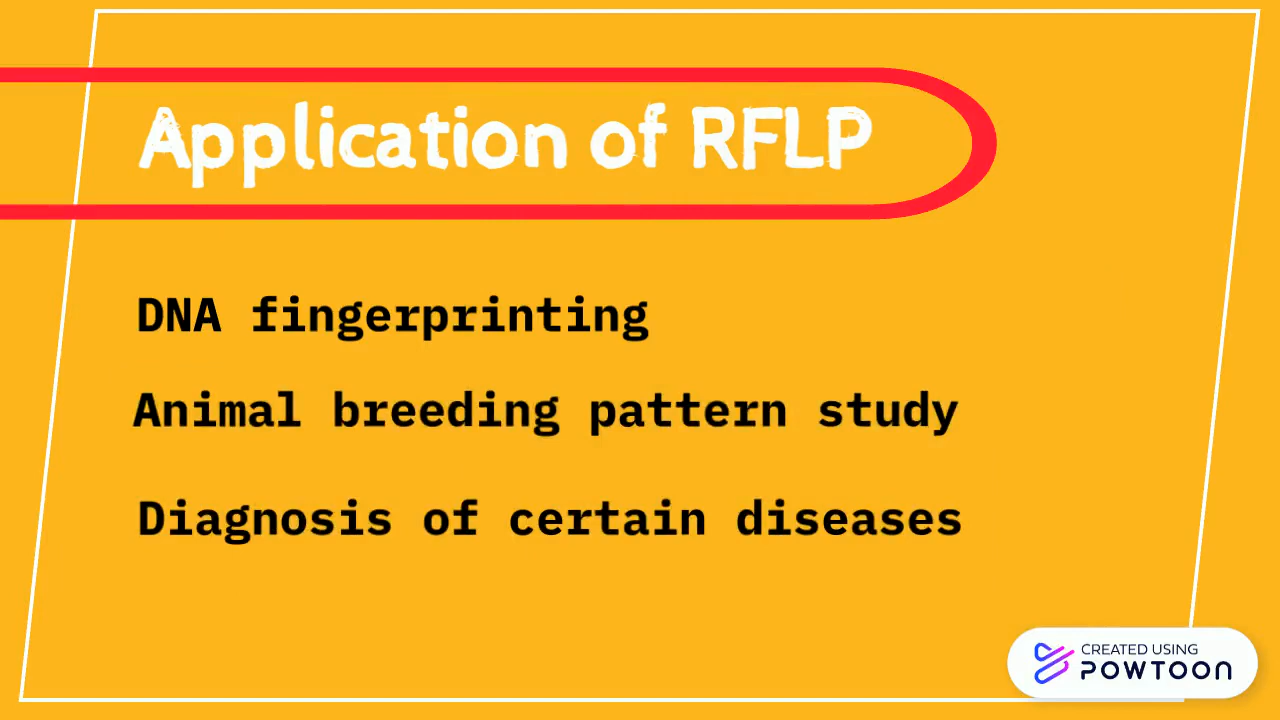 Application of RFLP
DNA fingerprinting
Animal breeding pattern study
Diagnosis of certain diseases
CREATED USING
POWTOON